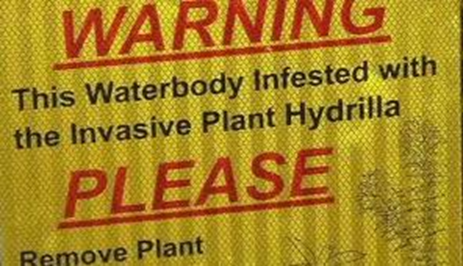 WARNING
This Waterbody Infested with
the Invasive Plant Hydrilla
PLEASE
Remove Plant